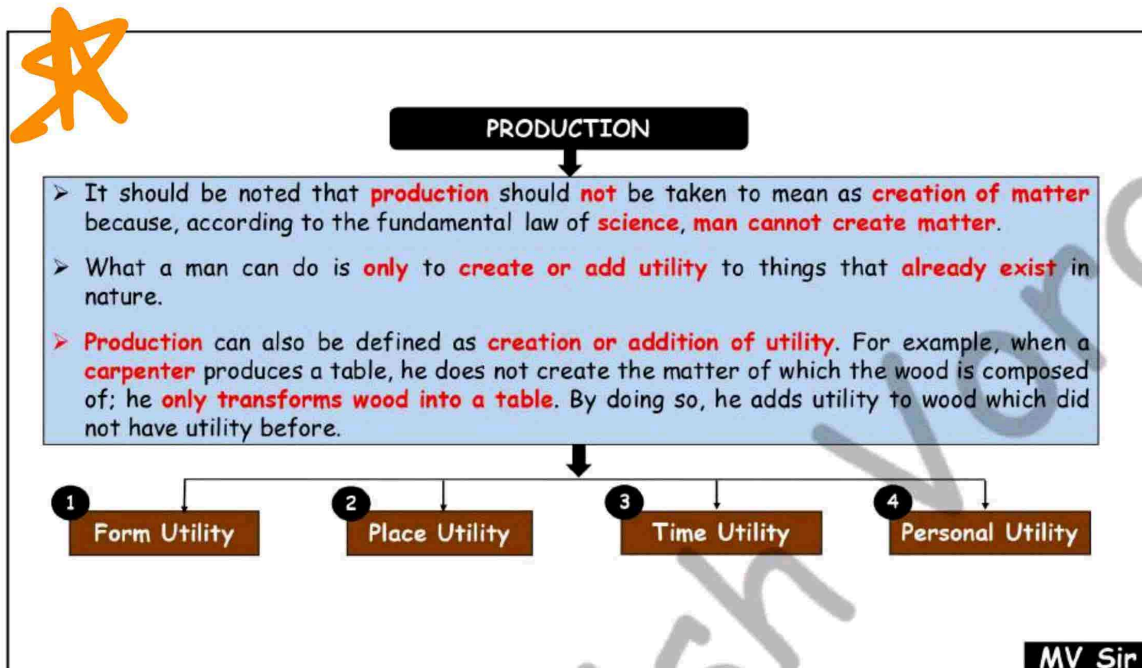 PRODUCTION
➢ It should be noted that production should not be taken to mean as creation of matter
because, according to the fundamental law of science, man cannot create matter.
➢ What a man can do is only to create or add utility to things that already exist in
nature.
➢ Production can also be defined as creation or addition of utility. For example, when a
carpenter produces a table, he does not create the matter of which the wood is composed
of; he only transforms wood into a table. By doing so, he adds utility to wood which did
not have utility before.
1
Form Utility
2
Place Utility
3
Time Utility
4
Personal Utility
MV Sir